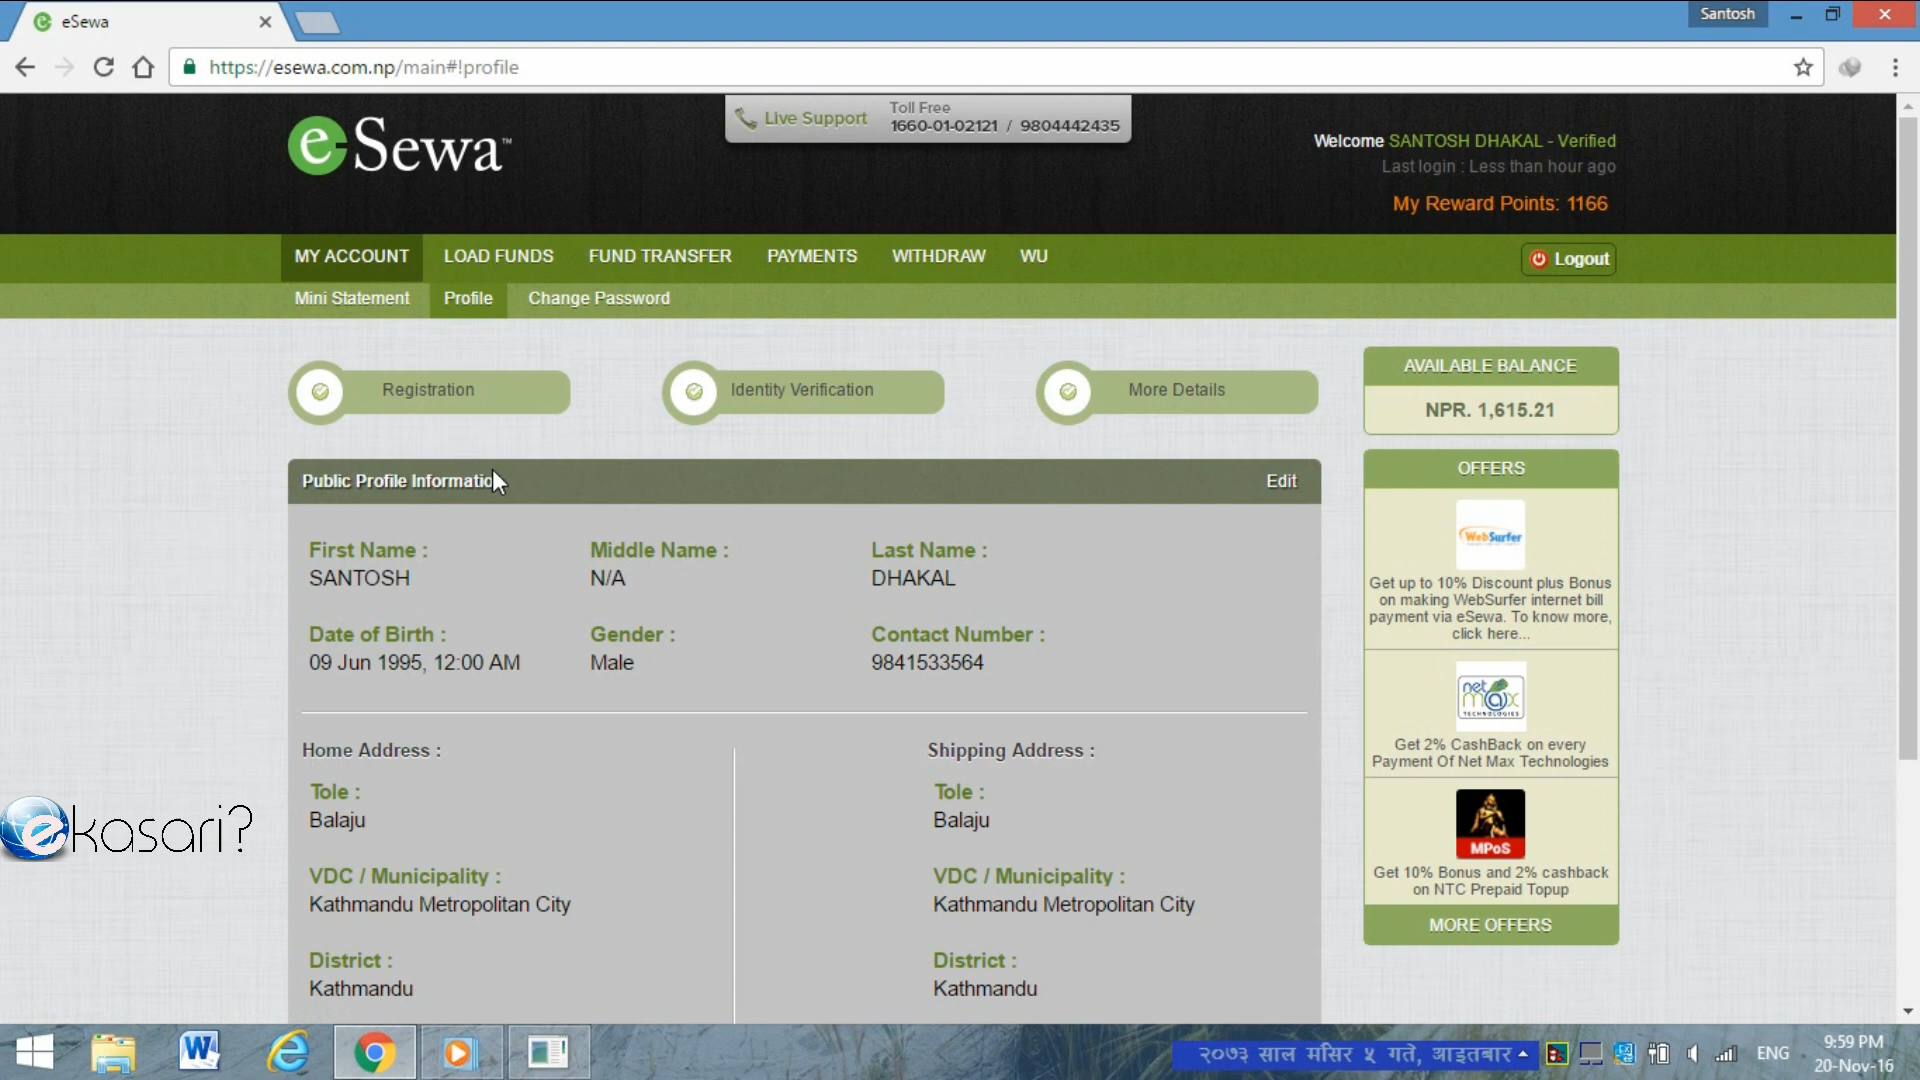 eSewa
Santosh
https://esewa.com.np/main#!profile
eSewa™
Live Support
Toll Free
1660-01-02121 / 9804442435
Welcome SANTOSH DHAKAL - Verified
Last login : Less than hour ago
My Reward Points: 1166
MY ACCOUNT LOAD FUNDS FUND TRANSFER PAYMENTS WITHDRAW WU Logout
Mini Statement Profile Change Password
Registration Identity Verification More Details
AVAILABLE BALANCE
NPR. 1,615.21
Public Profile Information Edit
First Name : Middle Name : Last Name :
SANTOSH N/A DHAKAL
Date of Birth : Gender : Contact Number :
09 Jun 1995, 12:00 AM Male 9841533564
Home Address : Shipping Address :
Tole : Tole :
Balaju Balaju
VDC / Municipality : VDC / Municipality :
Kathmandu Metropolitan City Kathmandu Metropolitan City
District : District :
Kathmandu Kathmandu
OFFERS
WebSurfer
Get up to 10% Discount plus Bonus
on making WebSurfer internet bill
payment via eSewa. To know more,
click here...
net m@x
TECHNOLOGIES
Get 2% CashBack on every
Payment Of Net Max Technologies
MPoS
Get 10% Bonus and 2% cashback
on NTC Prepaid Topup
MORE OFFERS
ekasari?
२०७३ साल मंसिर ५ गते, आइतबार
ENG
9:59 PM
20-Nov-16